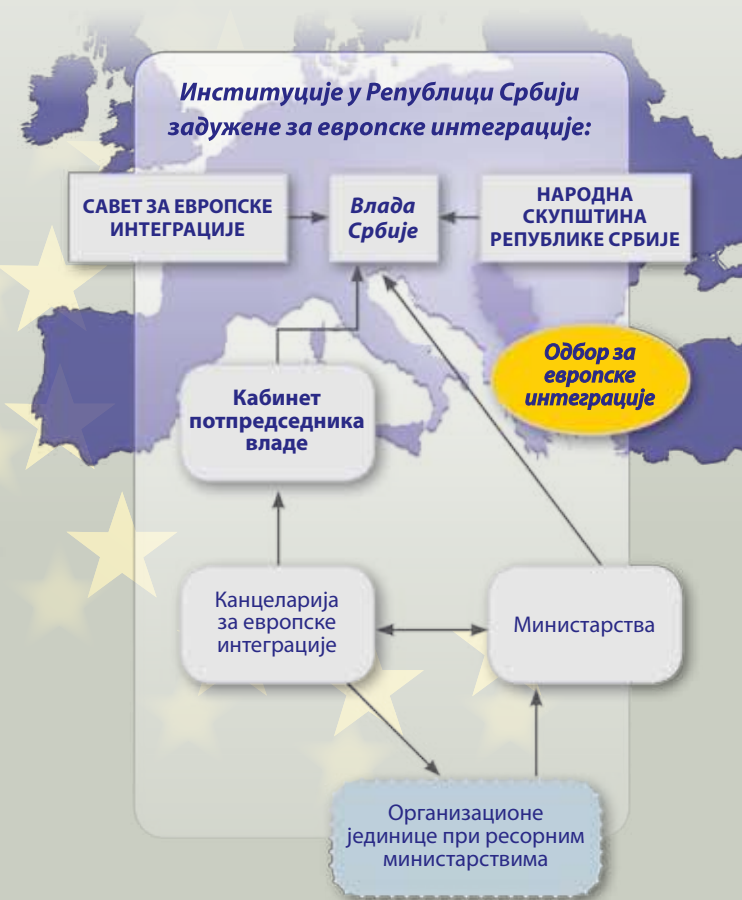 Институције у Републици Србији
задужене за европске интеграције:
САВЕТ ЗА ЕВРОПСКЕ
ИНТЕГРАЦИЈЕ
Влада
Србије
НАРОДНА
СКУПШТИНА
РЕПУБЛИКЕ СРБИЈЕ
Одбор за
европске
интеграције
Кабинет
потпредседника
владе
Канцеларија
за европске
интеграције
Министарства
Организационе
јединице при ресорним
министарствима